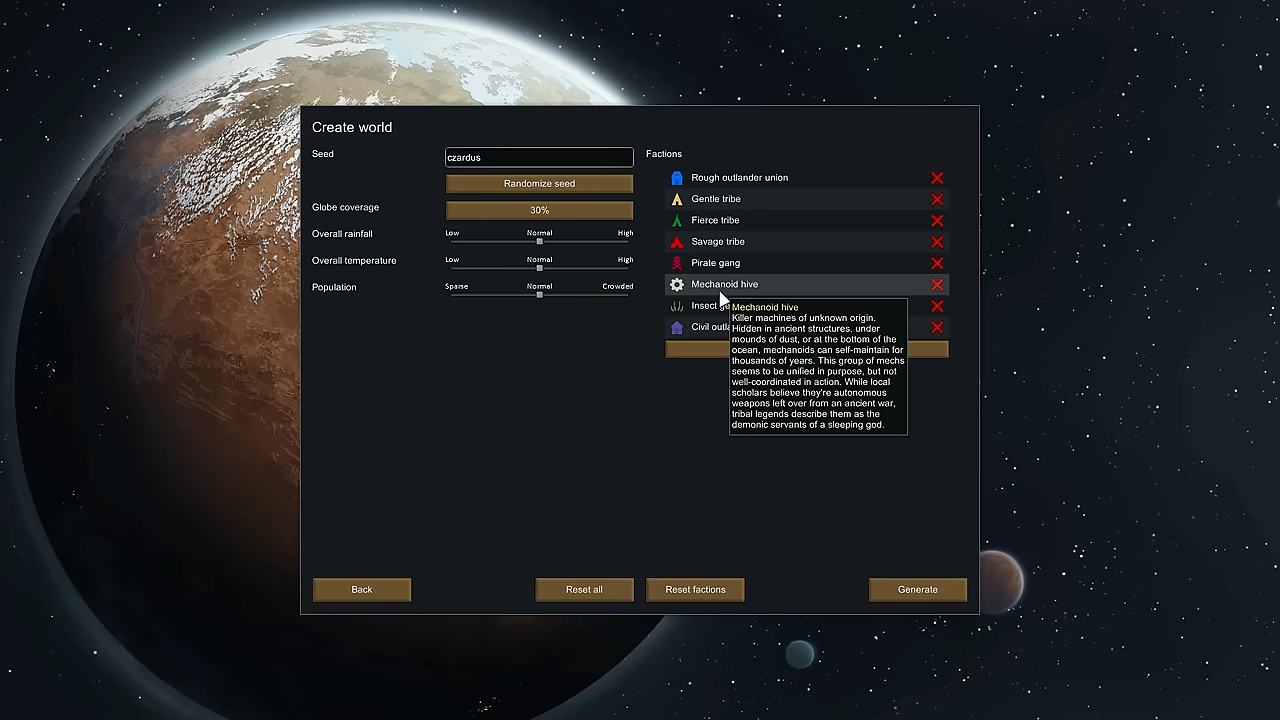 Create world
Seed
czardus
Randomize seed
Globe coverage
30%
Overall rainfall
Low Normal High
Overall temperature
Low Normal High
Population
Sparse Normal Crowded
Factions
Rough outlander union
Gentle tribe
Fierce tribe
Savage tribe
Pirate gang
Mechanoid hive
Insect
Civil
Mechanoid hive
Killer machines of unknown origin.
Hidden in ancient structures, under
mounds of dust, or at the bottom of the
ocean, mechanoids can self-maintain for
thousands of years. This group of mechs
seems to be unified in purpose, but not
well-coordinated in action. While local
scholars believe they're autonomous
weapons left over from an ancient war,
tribal legends describe them as the
demonic servants of a sleeping god.
Back
Reset all
Reset factions
Generate